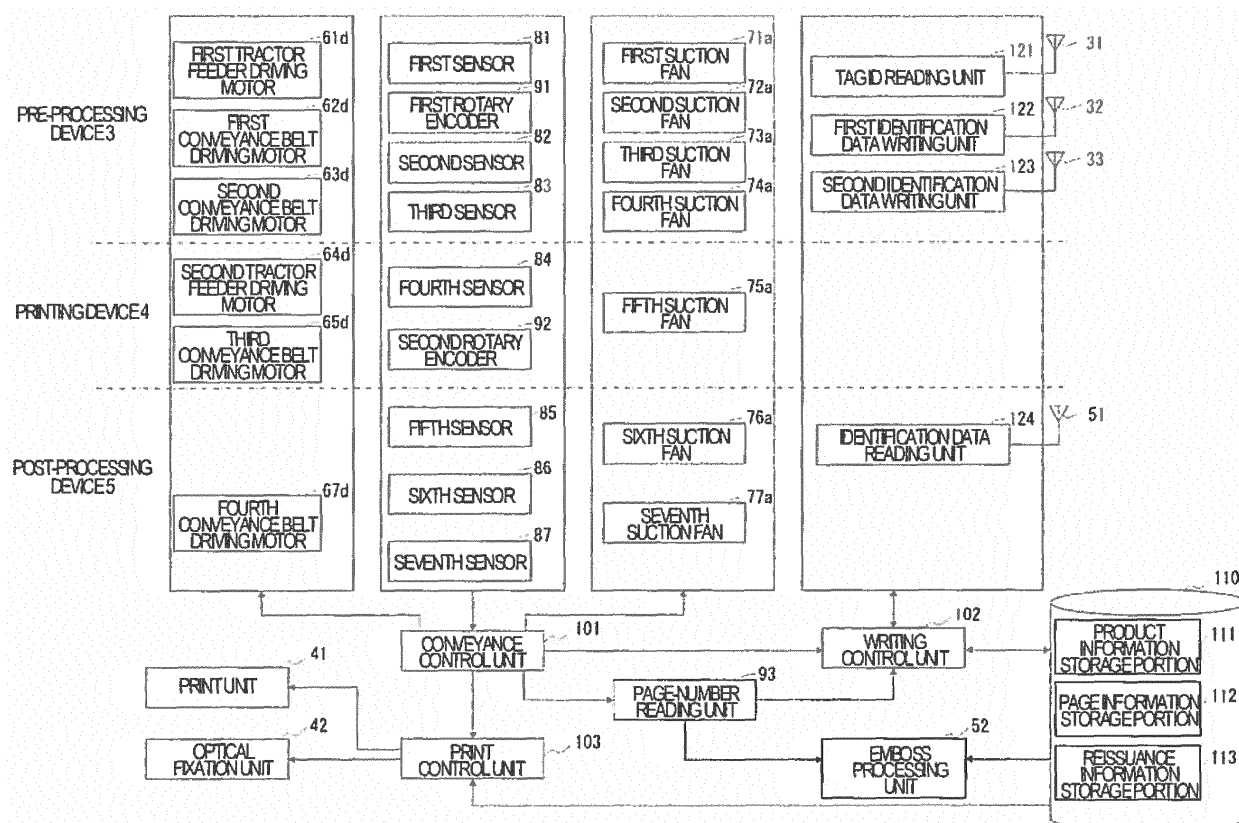 PRE-PROCESSING
DEVICE 3
61d
FIRST TRACTOR
FEEDER DRIVING
MOTOR
62d
FIRST
CONVEYANCE BELT
DRIVING MOTOR
63d
SECOND
CONVEYANCE BELT
DRIVING MOTOR
81
FIRST SENSOR
91
FIRST ROTARY
ENCODER
82
SECOND SENSOR
83
THIRD SENSOR
71a
FIRST SUCTION
FAN
72a
SECOND SUCTION
FAN
73a
THIRD SUCTION
FAN
74a
FOURTH SUCTION
FAN
121
31
TAG ID READING UNIT
122
32
FIRST IDENTIFICATION
DATA WRITING UNIT
123
33
SECOND IDENTIFICATION
DATA WRITING UNIT
PRINTING DEVICE 4
64d
SECOND TRACTOR
FEEDER DRIVING
MOTOR
65d
THIRD
CONVEYANCE BELT
DRIVING MOTOR
84
FOURTH SENSOR
92
SECOND ROTARY
ENCODER
75a
FIFTH SUCTION
FAN
POST-PROCESSING
DEVICE 5
67d
FOURTH
CONVEYANCE BELT
DRIVING MOTOR
85
FIFTH SENSOR
86
SIXTH SENSOR
87
SEVENTH SENSOR
76a
SIXTH SUCTION
FAN
77a
SEVENTH
SUCTION FAN
124
51
IDENTIFICATION DATA
READING UNIT
101
CONVEYANCE
CONTROL UNIT
102
WRITING
CONTROL UNIT
110
PRODUCT
INFORMATION
STORAGE PORTION
111
41
PRINT UNIT
93
PAGE-NUMBER
READING UNIT
PAGE INFORMATION
STORAGE PORTION
112
42
OPTICAL
FIXATION UNIT
PRINT
CONTROL UNIT
103
52
EMBOSS
PROCESSING
UNIT
REISSUANCE
INFORMATION
STORAGE PORTION
113